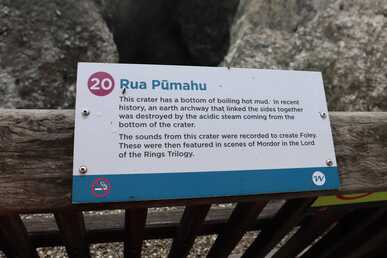 20 Rua Pūmahu
This crater has a bottom of boiling hot mud. In recent
history, an earth archway that linked the sides together
was destroyed by the acidic steam coming from the
bottom of the crater.
The sounds from this crater were recorded to create Foley.
These were then featured in scenes of Mordor in the Lord
of the Rings Trilogy.
W